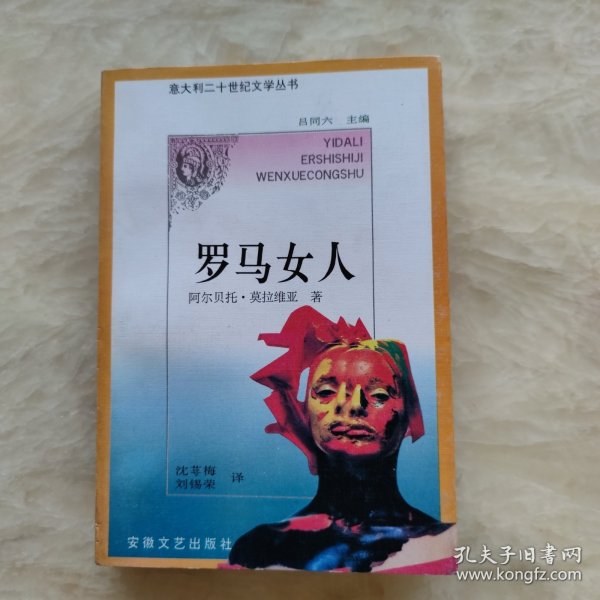 意大利二十世纪文学丛书
吕同六 主编
YIDALI
ERSHISHIJI
WENXUECONGSHU
罗马女人
阿尔贝托·莫拉维亚 著
沈萼梅
刘锡荣 译
安徽文艺出版社
孔夫子旧书网
www.kongfz.com